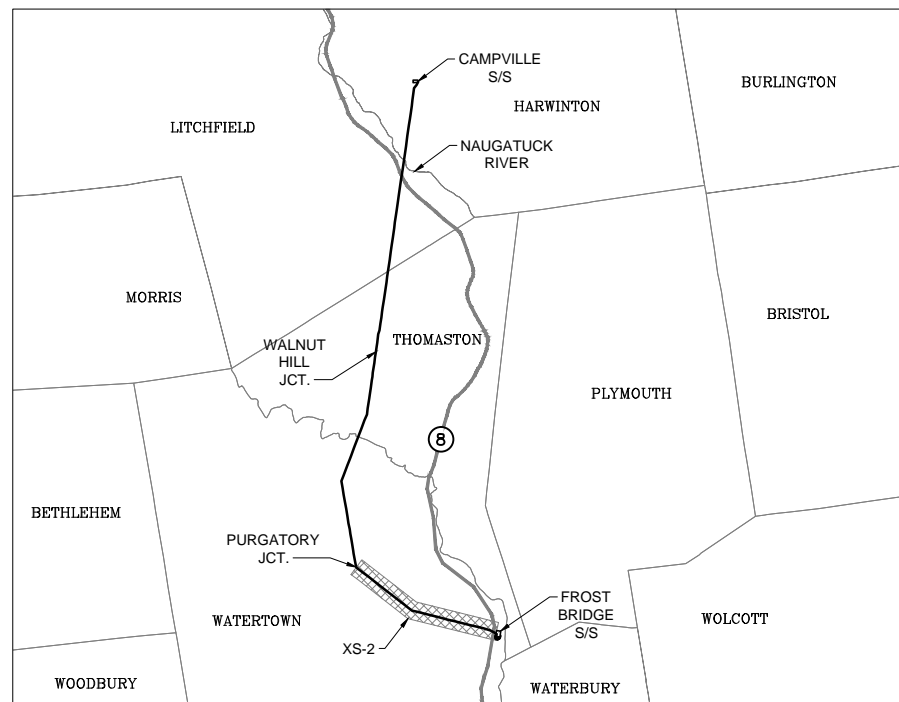 CAMPVILLE
S/S
BURLINGTON
HARWINTON
LITCHFIELD
NAUGATUCK
RIVER
MORRIS
BRISTOL
WALNUT
HILL
JCT.
THOMASTON
PLYMOUTH
8
BETHLEHEM
PURGATORY
JCT.
FROST
BRIDGE
S/S
WATERTOWN
WOLCOTT
XS-2
WOODBURY
WATERBURY